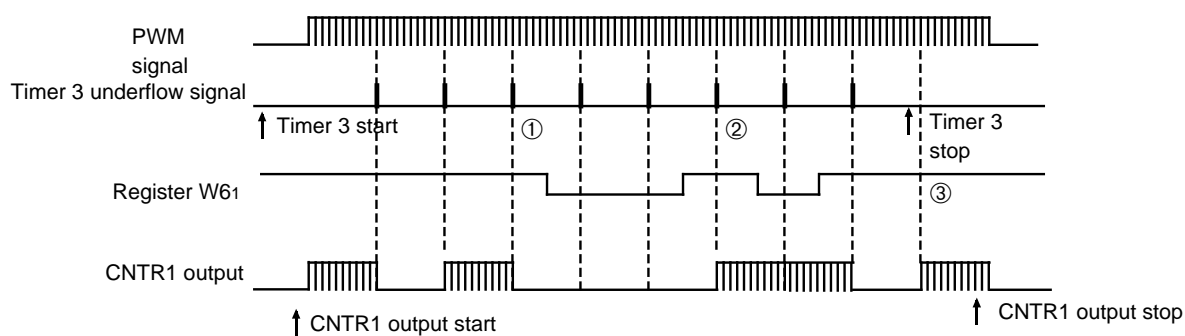 PWM
signal
Timer 3 underflow signal
Timer 3 start
①
②
Timer 3
stop
Register W61
③
CNTR1 output
CNTR1 output start
CNTR1 output stop